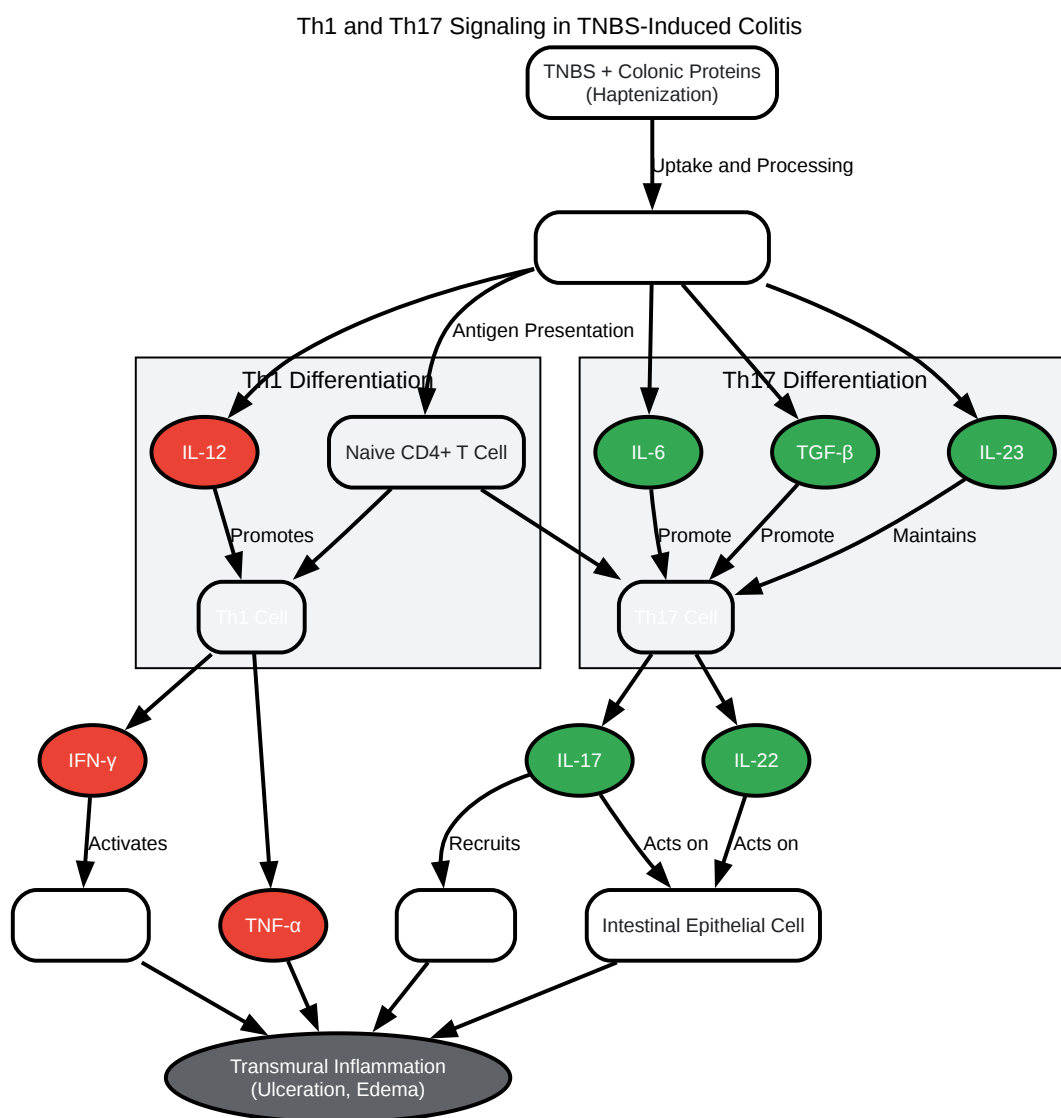 Th1 and Th17 Signaling in TNBS-Induced Colitis
TNBS + Colonic Proteins
(Haptenization)
Uptake and Processing
Antigen Presentation
Th1 Differentiation
Th17 Differentiation
IL-12
Naive CD4+ T Cell
IL-6
TGF-β
IL-23
Promotes
Promote
Promote
Maintains
Th1 Cell
Th17 Cell
IFN-γ
IL-17
IL-22
Activates
Recruits
Acts on
Acts on
TNF-α
Intestinal Epithelial Cell
Transmural Inflammation
(Ulceration, Edema)